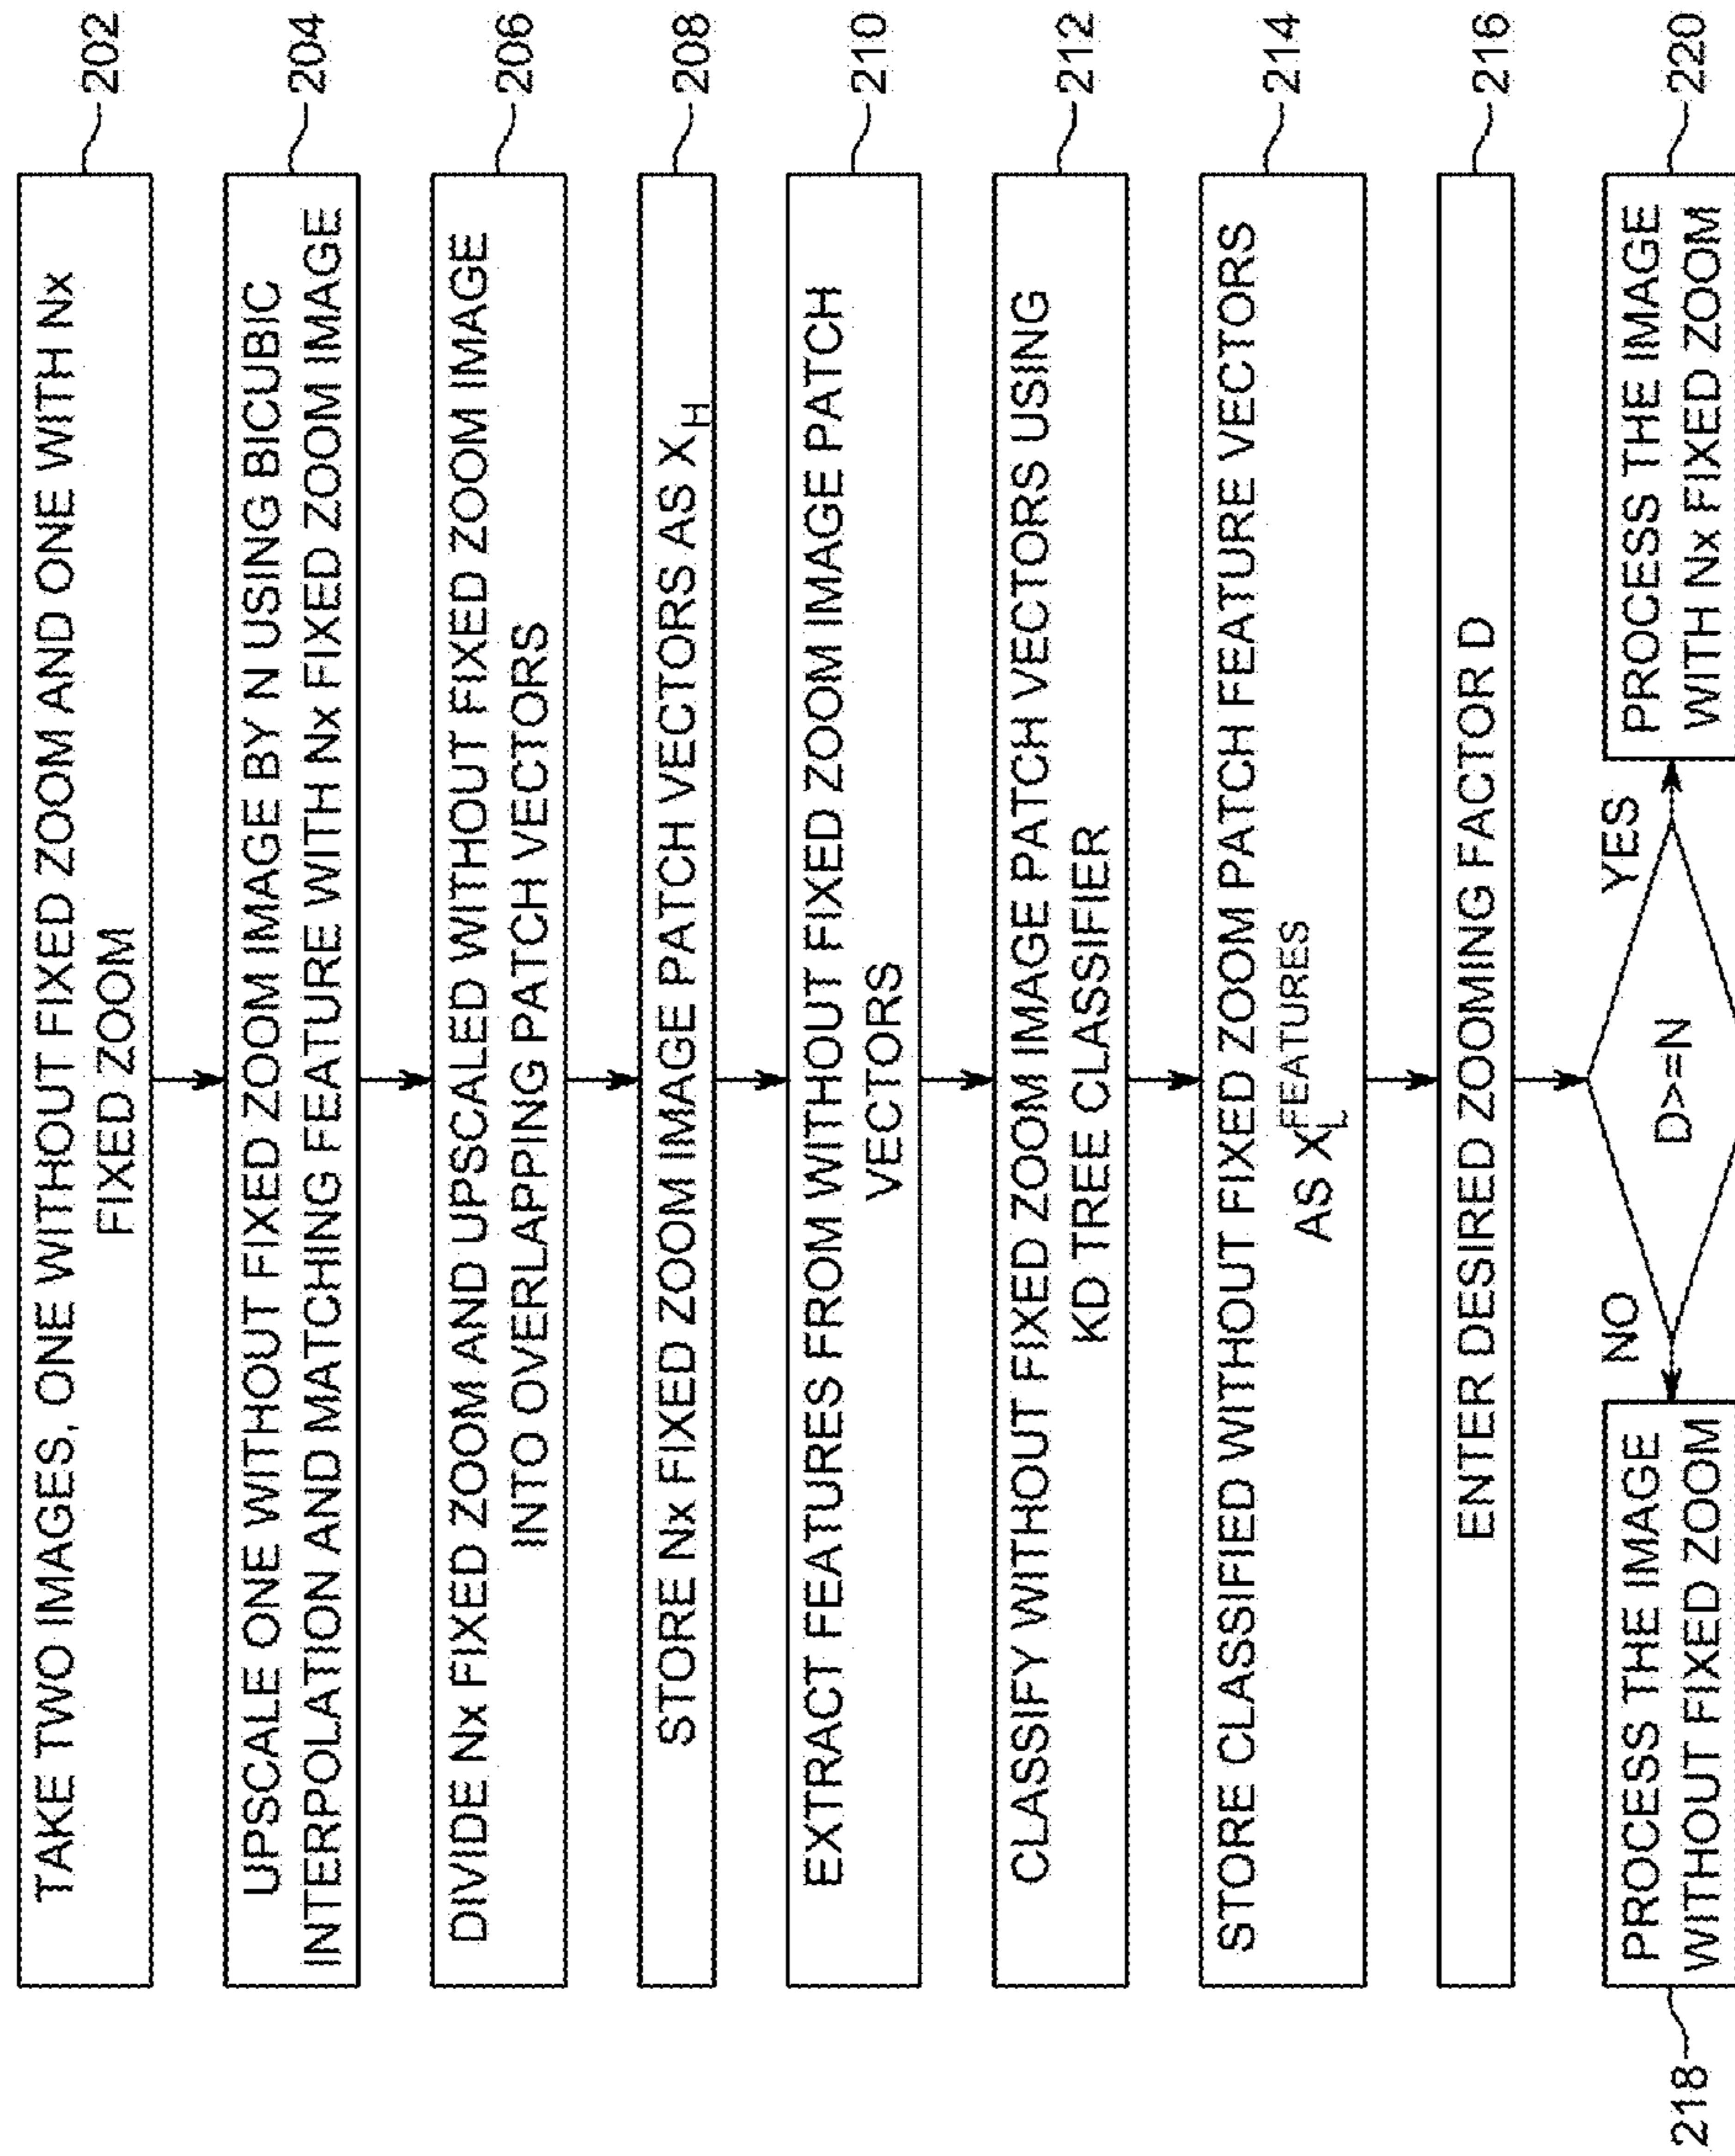 TAKE TWO IMAGES, ONE WITHOUT FIXED ZOOM AND ONE WITH Nx
FIXED ZOOM
202
UPSCALE ONE WITHOUT FIXED ZOOM IMAGE BY N USING BICUBIC
INTERPOLATION AND MATCHING FEATURE WITH Nx FIXED ZOOM IMAGE
204
DIVIDE Nx FIXED ZOOM AND UPSCALED WITHOUT FIXED ZOOM IMAGE
INTO OVERLAPPING PATCH VECTORS
206
STORE Nx FIXED ZOOM IMAGE PATCH VECTORS AS X_H
208
EXTRACT FEATURES FROM WITHOUT FIXED ZOOM IMAGE PATCH
VECTORS
210
CLASSIFY WITHOUT FIXED ZOOM IMAGE PATCH VECTORS USING
KD TREE CLASSIFIER
212
STORE CLASSIFIED WITHOUT FIXED ZOOM PATCH FEATURE VECTORS
AS X_L^FEATURES
214
ENTER DESIRED ZOOMING FACTOR D
216
NO
D>=N
YES
218
PROCESS THE IMAGE
WITHOUT FIXED ZOOM
PROCESS THE IMAGE
WITH Nx FIXED ZOOM
220